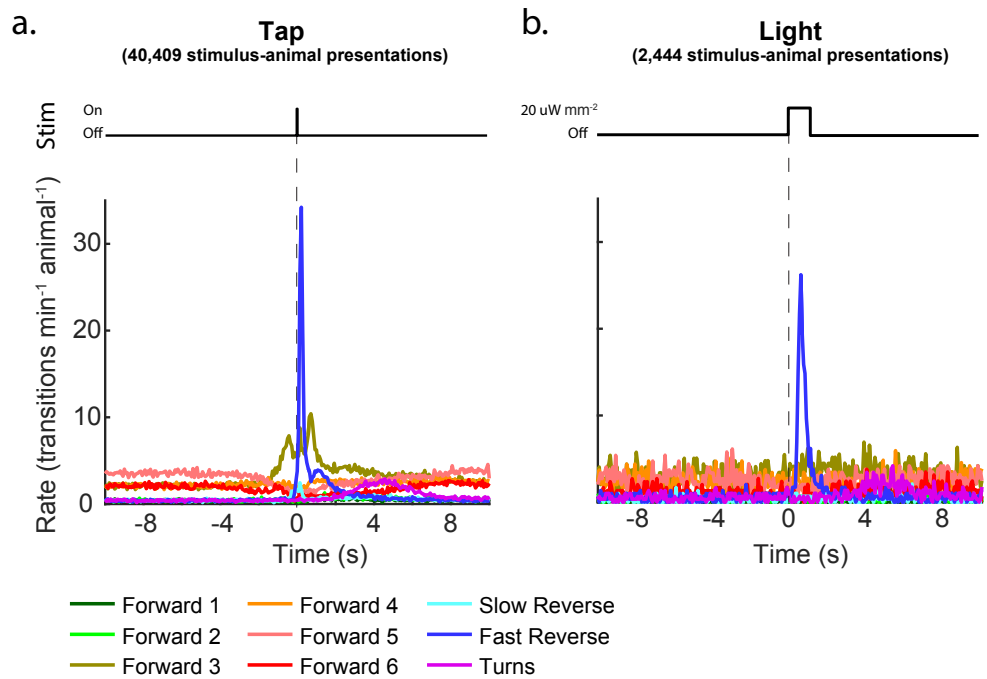 a.
Tap
(40,409 stimulus-animal presentations)
Stim
On
Off
Rate (transitions min⁻¹ animal⁻¹)
30
20
10
0
-8 -4 0 4 8
Time (s)
b.
Light
(2,444 stimulus-animal presentations)
20 uW mm⁻²
Off
-8 -4 0 4 8
Time (s)
Forward 1 Forward 4 Slow Reverse
Forward 2 Forward 5 Fast Reverse
Forward 3 Forward 6 Turns